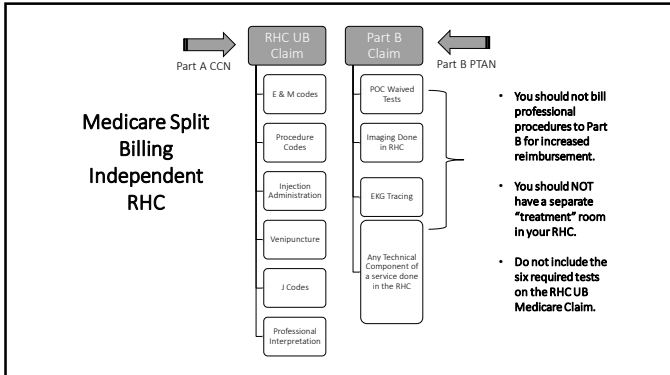 Medicare Split
Billing
Independent
RHC
Part A CCN
RHC UB
Claim
E & M codes
Procedure
Codes
Injection
Administration
Venipuncture
J Codes
Professional
Interpretation
Part B
Claim
Part B PTAN
POC Waived
Tests
Imaging Done
in RHC
EKG Tracing
Any Technical
Component of
a service done
in the RHC
• You should not bill
professional
procedures to Part
B for increased
reimbursement.
• You should NOT
have a separate
“treatment” room
in your RHC.
• Do not include the
six required tests
on the RHC UB
Medicare Claim.